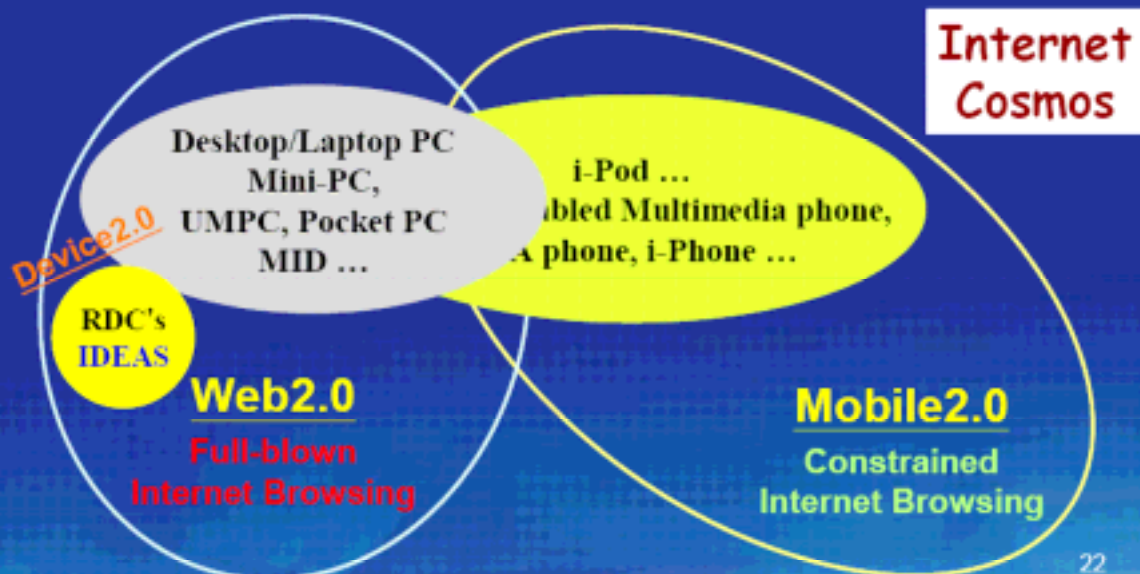 Internet
Cosmos
Desktop/Laptop PC
Mini-PC,
UMPC, Pocket PC
MID ...
i-Pod ...
Multimedia phone,
phone, i-Phone ...
Device2.0
RDC's
IDEAS
Web2.0
Full-blown
Internet Browsing
Mobile2.0
Constrained
Internet Browsing
22